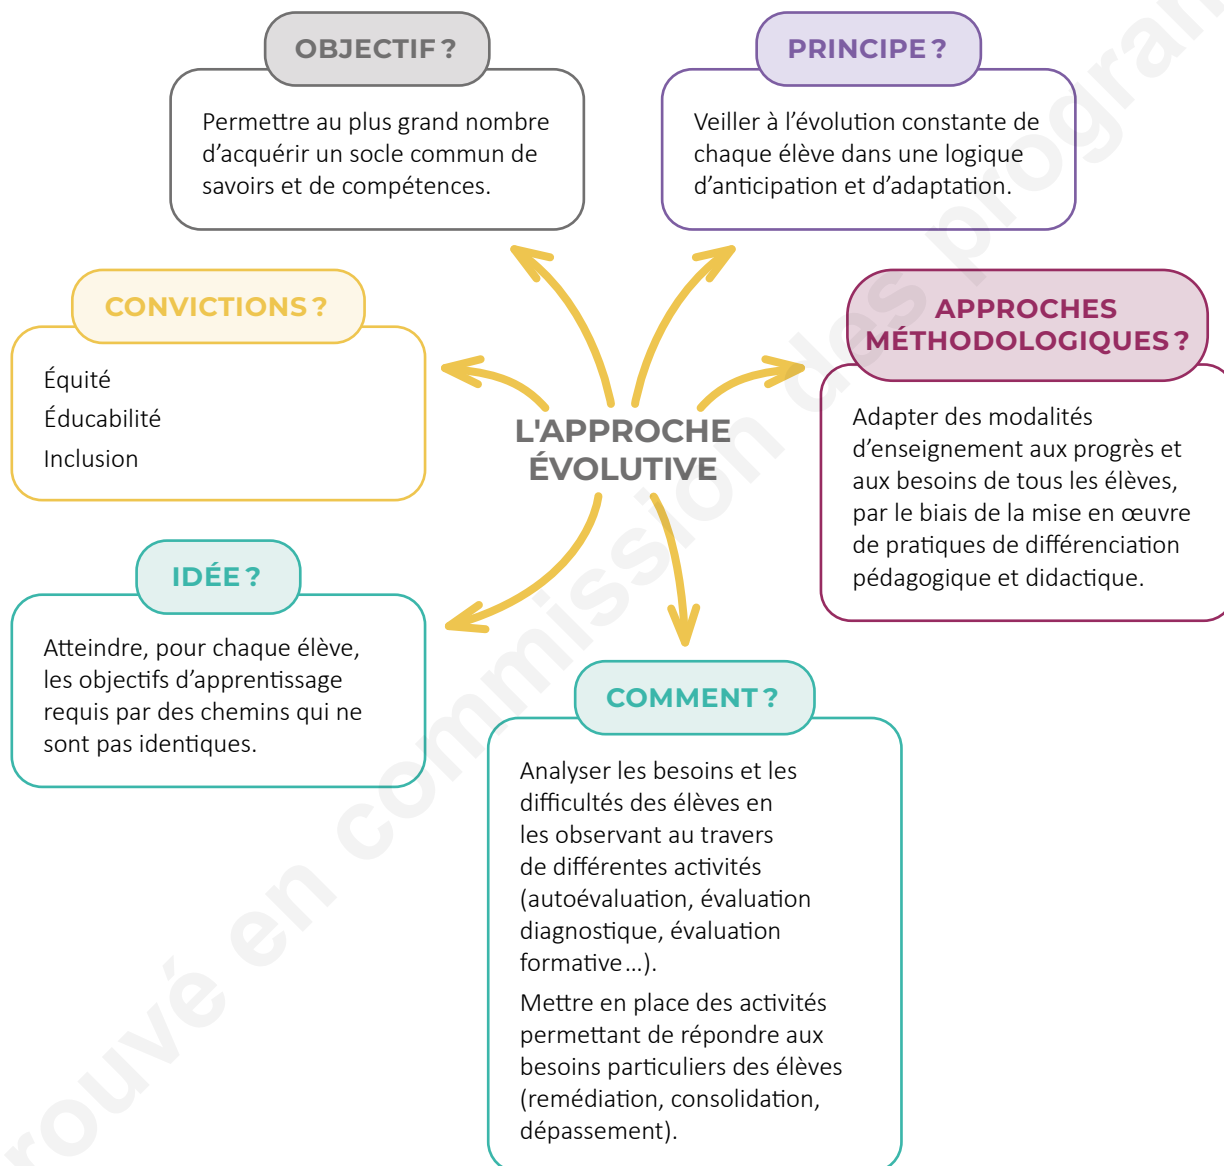 OBJECTIF ?
Permettre au plus grand nombre
d’acquérir un socle commun de
savoirs et de compétences.
PRINCIPE ?
Veiller à l’évolution constante de
chaque élève dans une logique
d’anticipation et d’adaptation.
CONVICTIONS ?
Équité
Éducabilité
Inclusion
APPROCHES
MÉTHODOLOGIQUES ?
Adapter des modalités
d’enseignement aux progrès et
aux besoins de tous les élèves,
par le biais de la mise en œuvre
de pratiques de différenciation
pédagogique et didactique.
L'APPROCHE
ÉVOLUTIVE
IDÉE ?
Atteindre, pour chaque élève,
les objectifs d’apprentissage
requis par des chemins qui ne
sont pas identiques.
COMMENT ?
Analyser les besoins et les
difficultés des élèves en
les observant au travers
de différentes activités
(autoévaluation, évaluation
diagnostique, évaluation
formative…).
Mettre en place des activités
permettant de répondre aux
besoins particuliers des élèves
(remédiation, consolidation,
dépassement).
rouvé en commission des progran